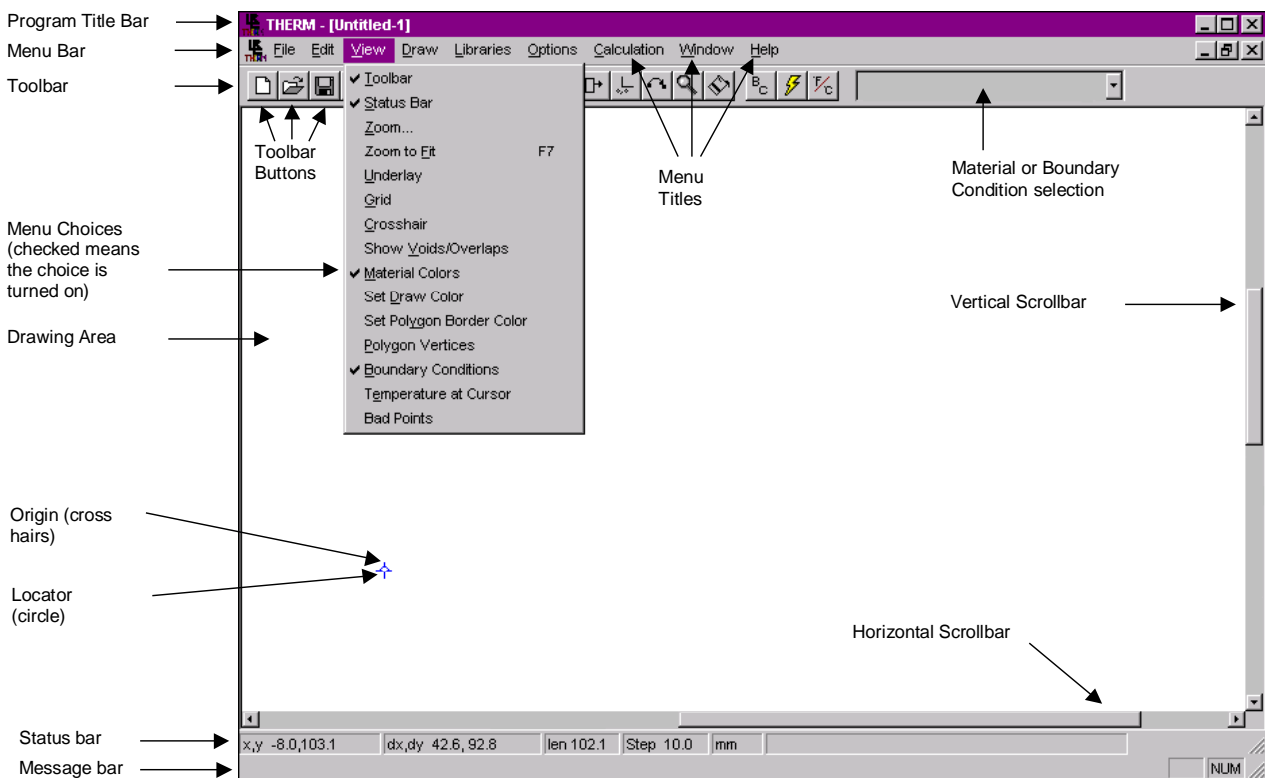 Program Title Bar
THERM - [Untitled-1]
Menu Bar
File Edit View Draw Libraries Options Calculation Window Help
Toolbar
B C
°F/°C
Toolbar
Buttons
Toolbar
Status Bar
Zoom...
Zoom to Fit F7
Underlay
Grid
Crosshair
Show Voids/Overlaps
Material Colors
Set Draw Color
Set Polygon Border Color
Polygon Vertices
Boundary Conditions
Temperature at Cursor
Bad Points
Menu
Titles
Material or Boundary
Condition selection
Menu Choices
(checked means
the choice is
turned on)
Vertical Scrollbar
Drawing Area
Origin (cross
hairs)
Locator
(circle)
Horizontal Scrollbar
Status bar
x,y -8.0,103.1 dx,dy 42.6, 92.8 len 102.1 Step 10.0 mm
Message bar
NUM